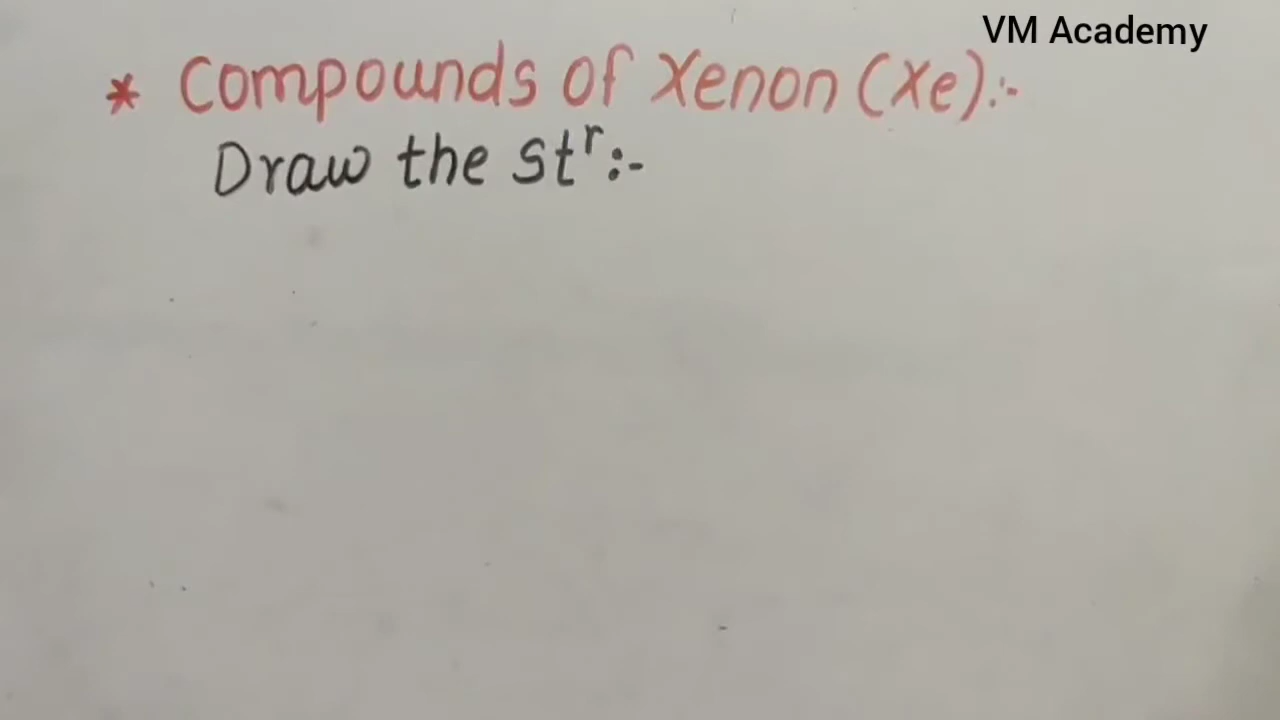 VM Academy
* Compounds of Xenon (Xe):-
Draw the stʳ:-